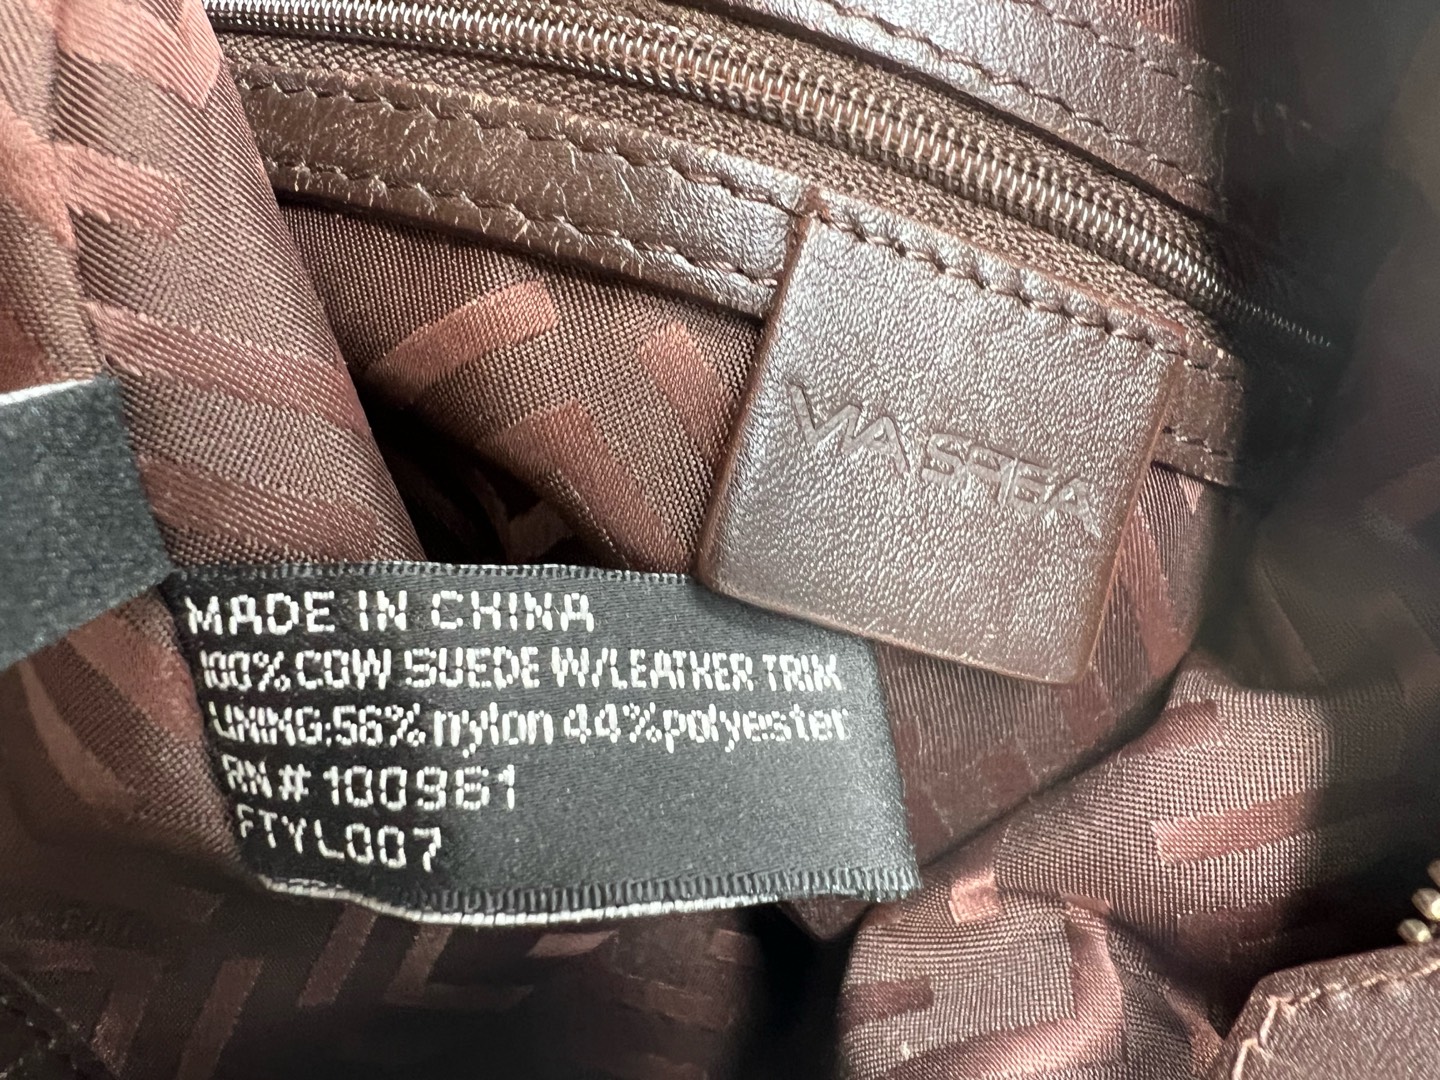 VIA SPIGA
MADE IN CHINA
100% COW SUEDE W/LEATHER TRIM
LINING:56% nylon 44% polyester
RN# 100961
FTYL007